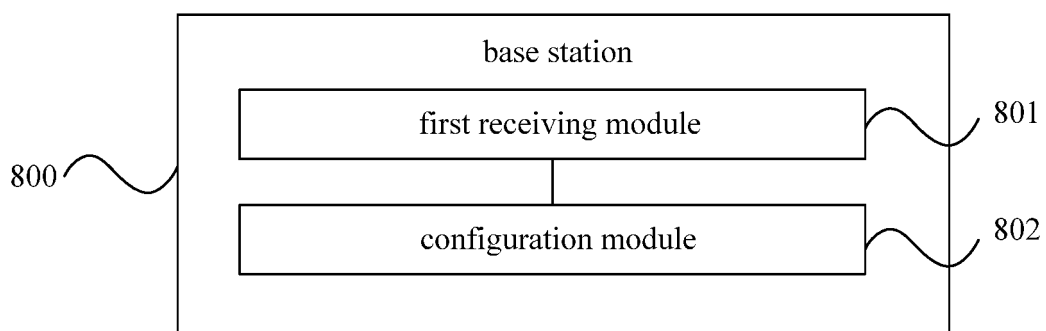 base station
first receiving module
801
800
configuration module
802